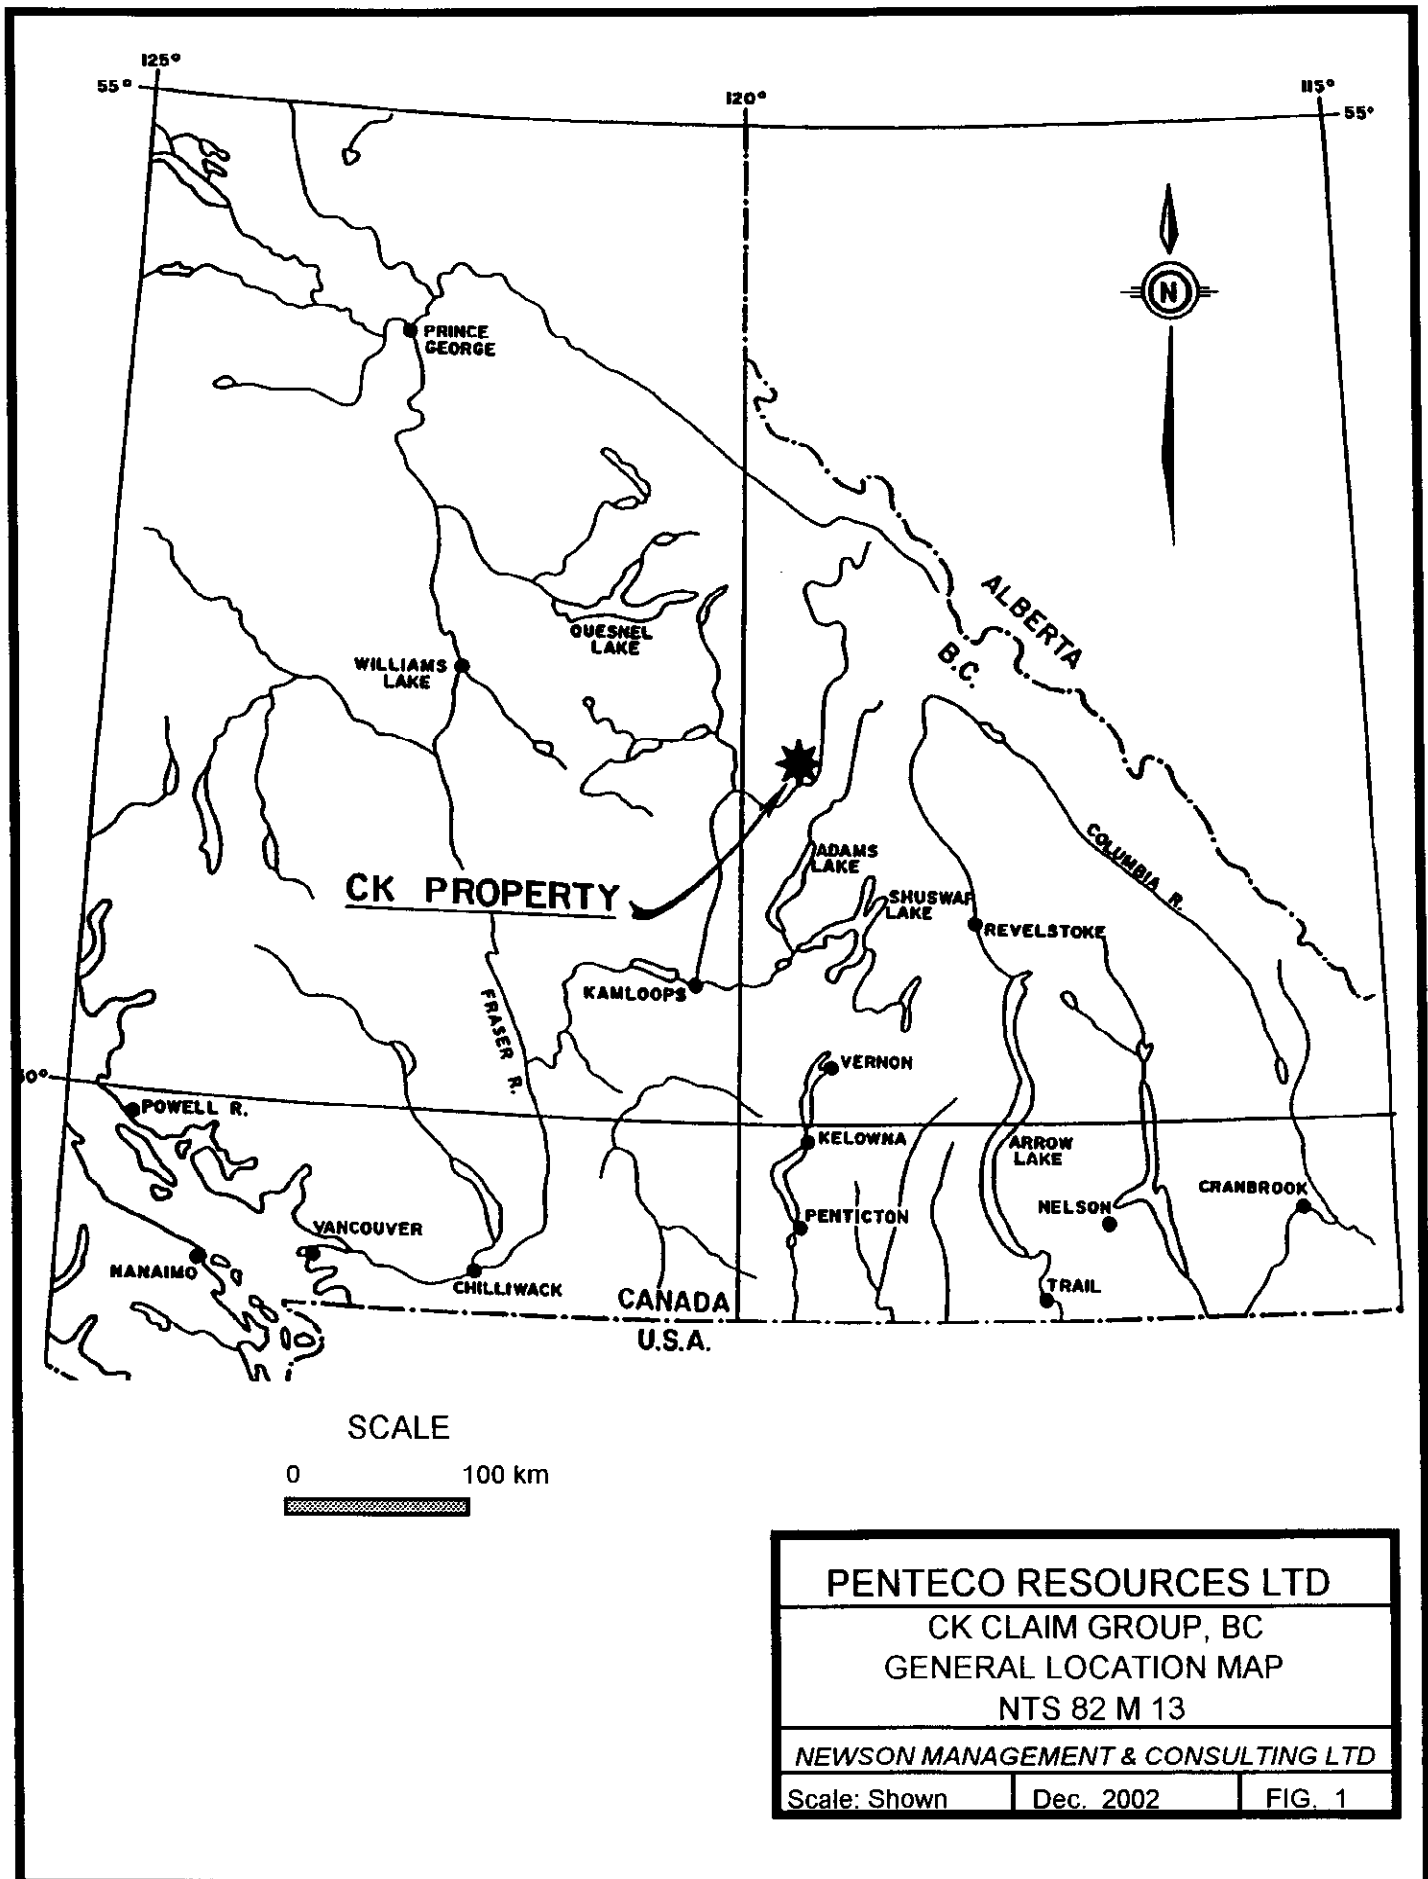 125°
55°
120°
115°
55°
N
PRINCE
GEORGE
ALBERTA
B.C.
QUESNEL
LAKE
WILLIAMS
LAKE
ADAMS
LAKE
COLUMBIA R.
CK PROPERTY
SHUSWAP
LAKE
REVELSTOKE
KAMLOOPS
FRASER R.
VERNON
50°
POWELL R.
KELOWNA
ARROW
LAKE
CRANBROOK
NELSON
PENTICTON
VANCOUVER
NANAIMO
CHILLIWACK
TRAIL
CANADA
U.S.A.
SCALE
0 100 km
PENTECO RESOURCES LTD
CK CLAIM GROUP, BC
GENERAL LOCATION MAP
NTS 82 M 13
NEWSON MANAGEMENT & CONSULTING LTD
Scale: Shown Dec. 2002 FIG. 1